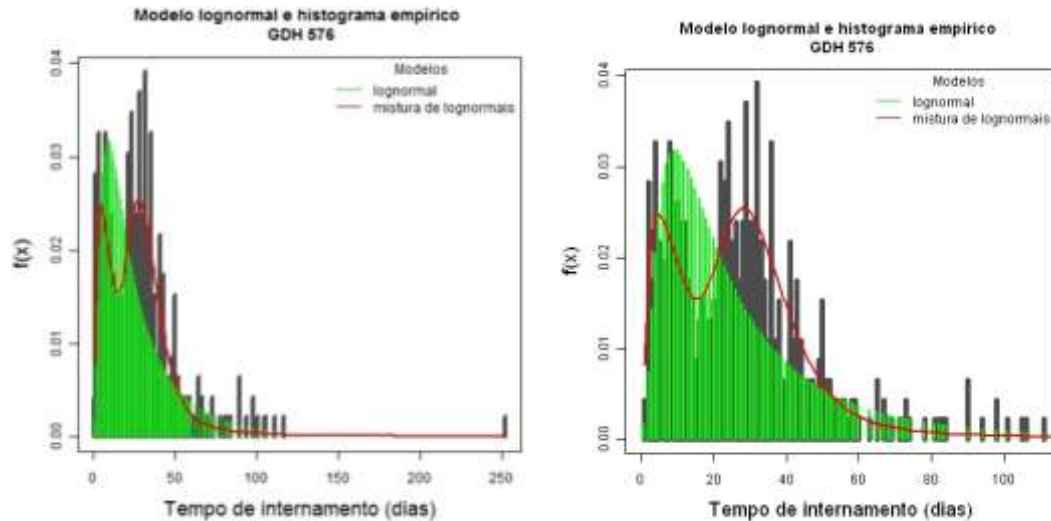 Modelo lognormal e histograma empírico
GDH 576
Modelos
lognormal
mistura de lognormais
f(x)
0.04
0.03
0.02
0.01
0.00
0
50
100
150
200
250
Tempo de internamento (dias)
Modelo lognormal e histograma empírico
GDH 576
Modelos
lognormal
mistura de lognormais
f(x)
0.04
0.03
0.02
0.01
0.00
0
20
40
60
80
100
Tempo de internamento (dias)